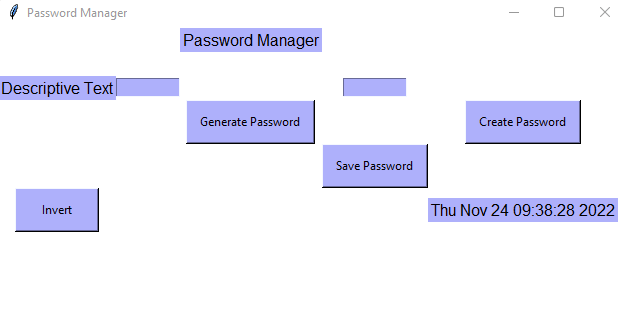 Password Manager
Password Manager
Descriptive Text
Generate Password
Create Password
Save Password
Invert
Thu Nov 24 09:38:28 2022